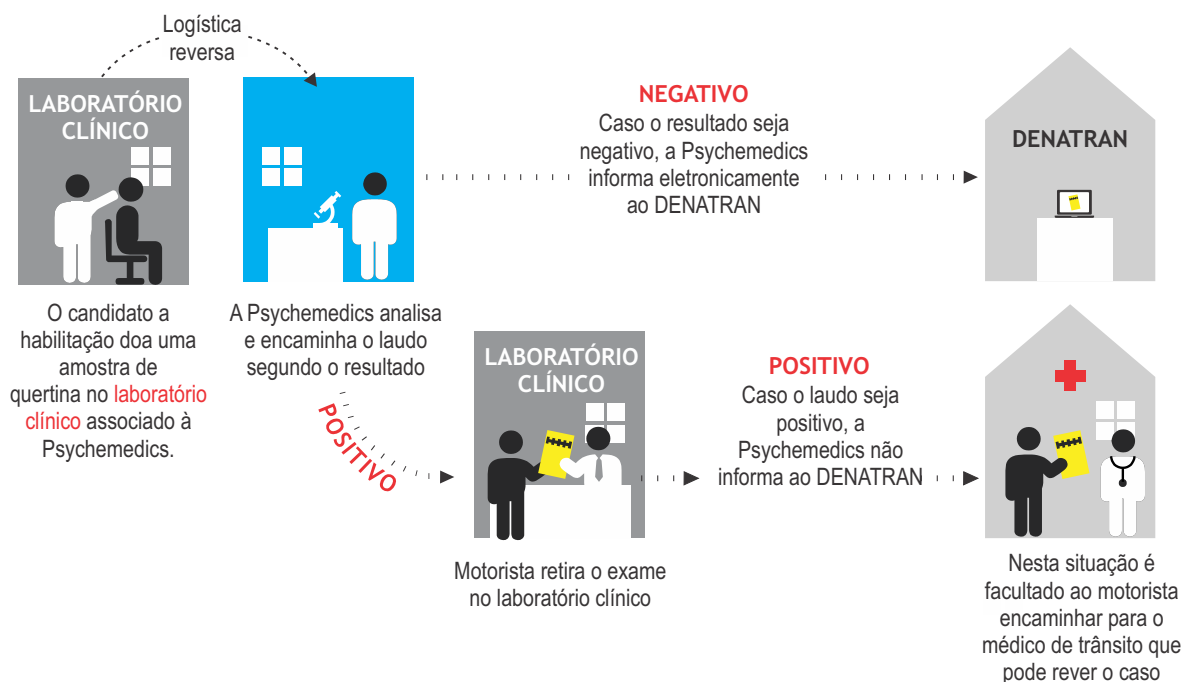 Logística
reversa
LABORATÓRIO
CLÍNICO
O candidato a
habilitação doa uma
amostra de
quertina no laboratório
clínico associado à
Psychemedics.
A Psychemedics analisa
e encaminha o laudo
segundo o resultado
NEGATIVO
Caso o resultado seja
negativo, a Psychemedics
informa eletronicamente
ao DENATRAN
DENATRAN
POSITIVO
LABORATÓRIO
CLÍNICO
Motorista retira o exame
no laboratório clínico
POSITIVO
Caso o laudo seja
positivo, a
Psychemedics não
informa ao DENATRAN
Nesta situação é
facultado ao motorista
encaminhar para o
médico de trânsito que
pode rever o caso